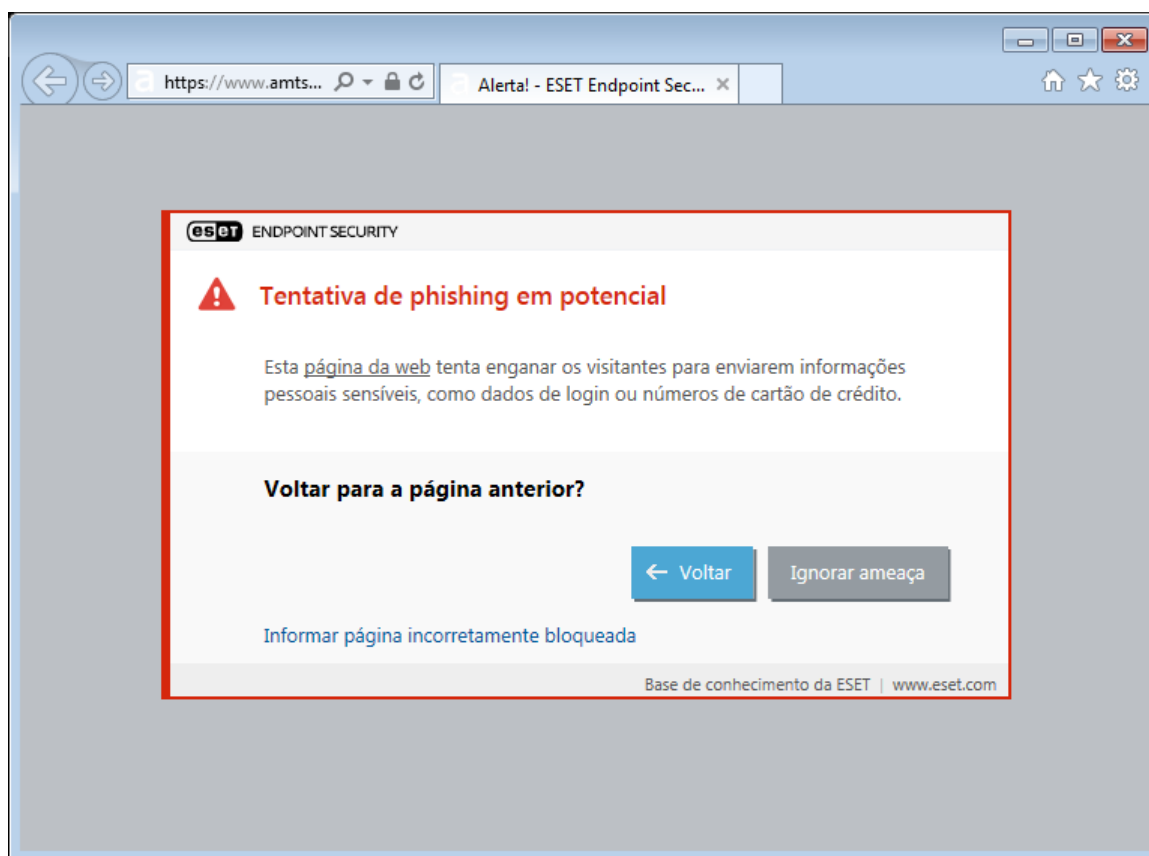 https://www.amts...
Alerta! - ESET Endpoint Sec...
eset ENDPOINT SECURITY
Tentativa de phishing em potencial
Esta página da web tenta enganar os visitantes para enviarem informações
pessoais sensíveis, como dados de login ou números de cartão de crédito.
Voltar para a página anterior?
← Voltar
Ignorar ameaça
Informar página incorretamente bloqueada
Base de conhecimento da ESET | www.eset.com